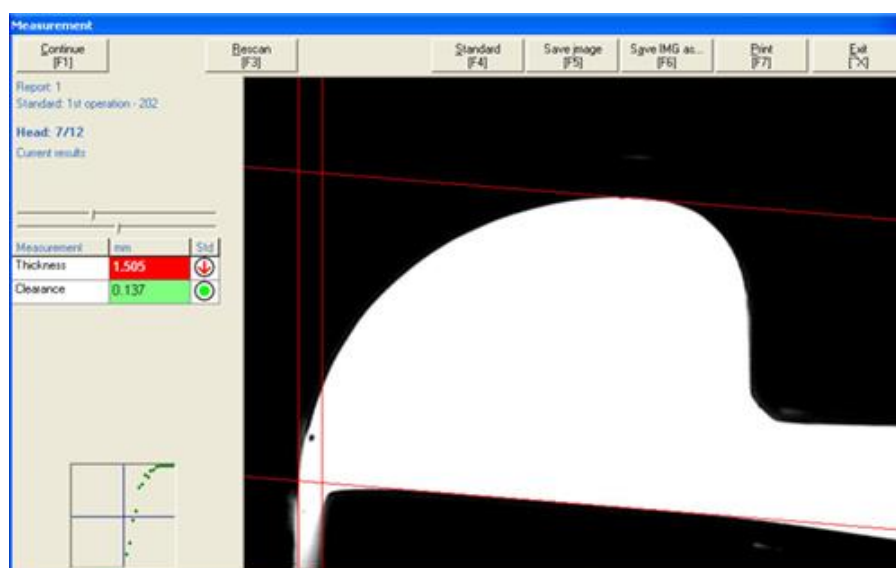 Measurement
Continue [F1]
Rescan [F3]
Standard [F4]
Save image [F5]
Save IMG as... [F6]
Print [F7]
Exit [^X]
Report: 1
Standard: 1st operation - 202
Head: 7/12
Current results
Measurement mm Std
Thickness 1.505
Clearance 0.137